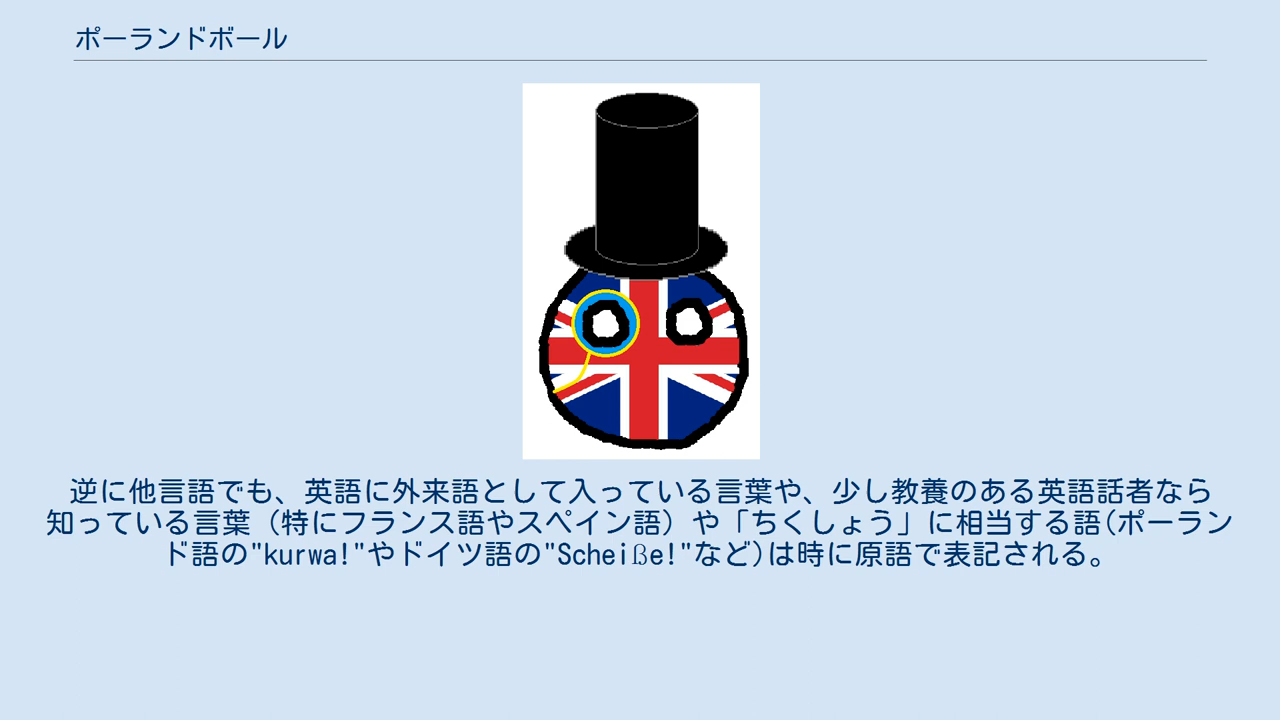 ポーランドボール
逆に他言語でも、英語に外来語として入っている言葉や、少し教養のある英語話者なら
知っている言葉（特にフランス語やスペイン語）や「ちくしょう」に相当する語(ポーラン
ド語の"kurwa!"やドイツ語の"Scheiße!"など)は時に原語で表記される。